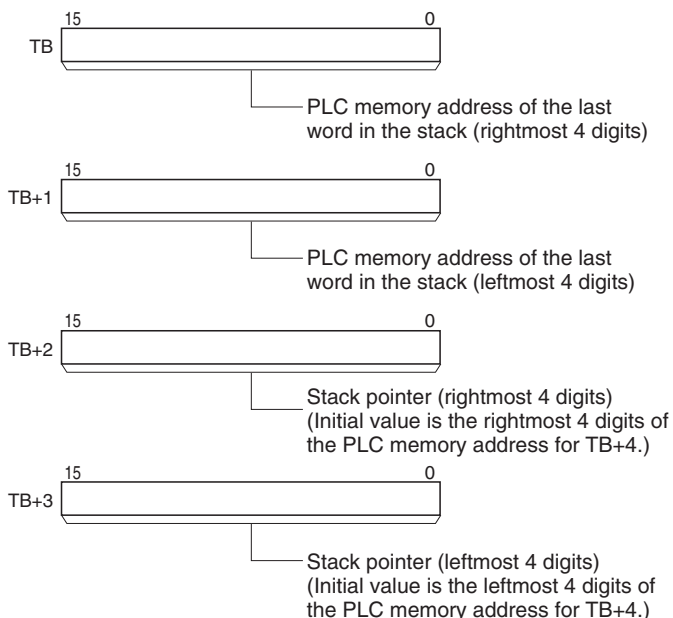 15 0
TB
PLC memory address of the last
word in the stack (rightmost 4 digits)
15 0
TB+1
PLC memory address of the last
word in the stack (leftmost 4 digits)
15 0
TB+2
Stack pointer (rightmost 4 digits)
(Initial value is the rightmost 4 digits of
the PLC memory address for TB+4.)
15 0
TB+3
Stack pointer (leftmost 4 digits)
(Initial value is the leftmost 4 digits of
the PLC memory address for TB+4.)